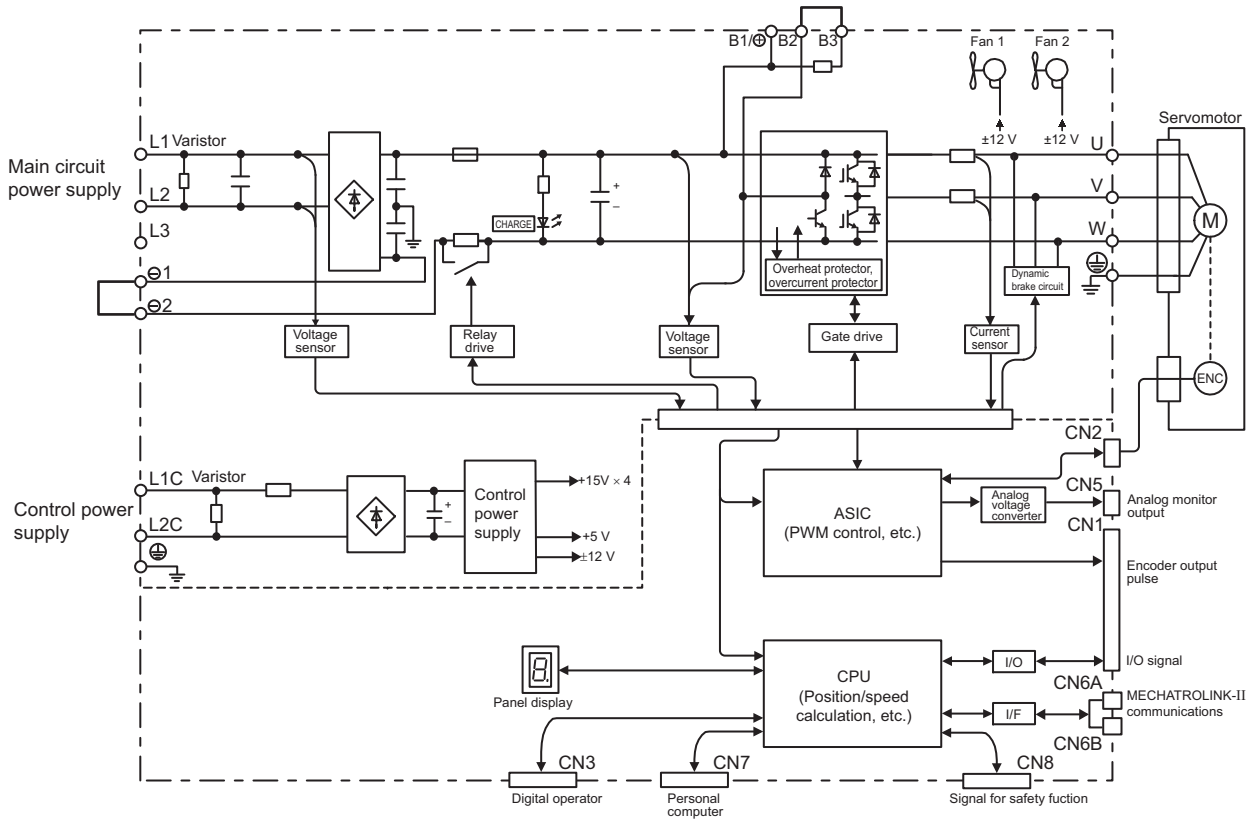 B1/⊕
B2
B3
Fan 1
Fan 2
±12 V
±12 V
Servomotor
Main circuit
power supply
L1
Varistor
L2
L3
⊖1
⊖2
CHARGE
+
–
U
V
W
M
ENC
Overheat protector,
overcurrent protector
Dynamic
brake circuit
Voltage
sensor
Relay
drive
Voltage
sensor
Gate drive
Current
sensor
Control power
supply
L1C
Varistor
L2C
+
–
Control
power
supply
+15V × 4
+5 V
±12 V
ASIC
(PWM control, etc.)
Analog
voltage
converter
CN2
CN5
Analog monitor
output
CN1
Encoder output
pulse
I/O signal
Panel display
8.
CPU
(Position/speed
calculation, etc.)
I/O
I/F
CN6A
MECHATROLINK-II
communications
CN6B
CN3
Digital operator
CN7
Personal
computer
CN8
Signal for safety fuction